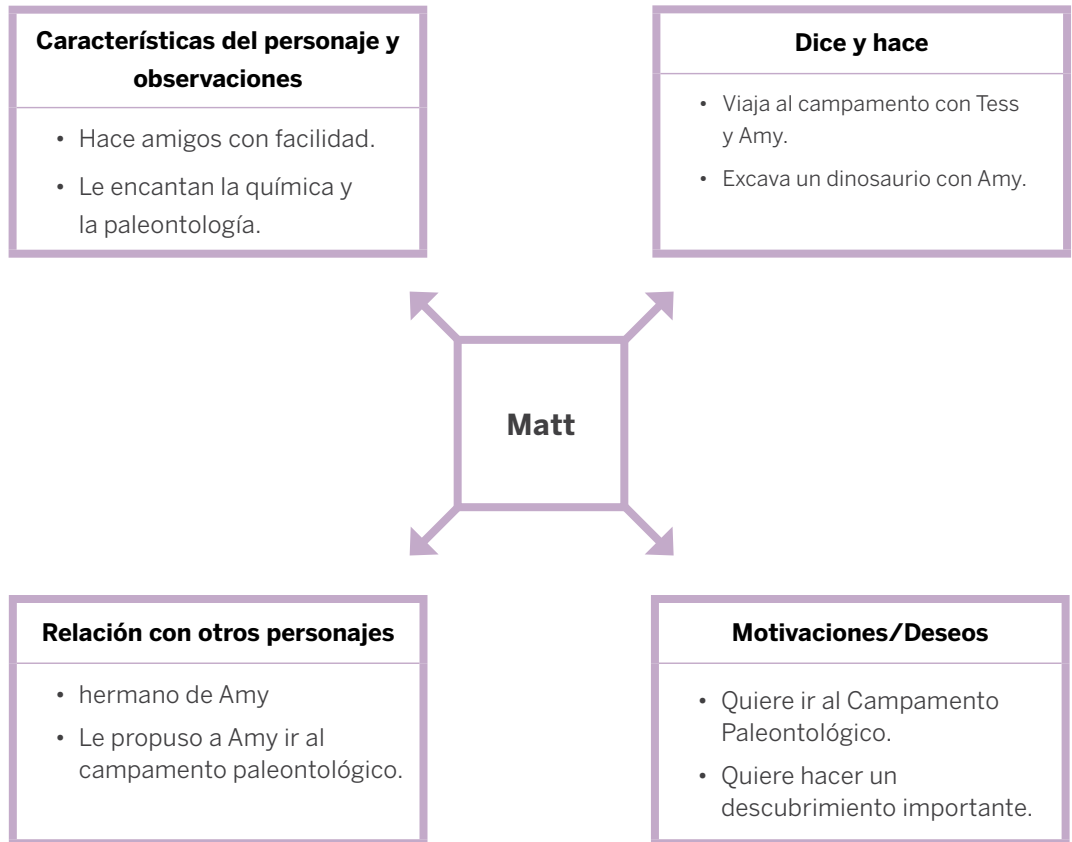 Características del personaje y
observaciones
• Hace amigos con facilidad.
• Le encantan la química y
la paleontología.
Dice y hace
• Viaja al campamento con Tess
y Amy.
• Excava un dinosaurio con Amy.
Matt
Relación con otros personajes
• hermano de Amy
• Le propuso a Amy ir al
campamento paleontológico.
Motivaciones/Deseos
• Quiere ir al Campamento
Paleontológico.
• Quiere hacer un
descubrimiento importante.